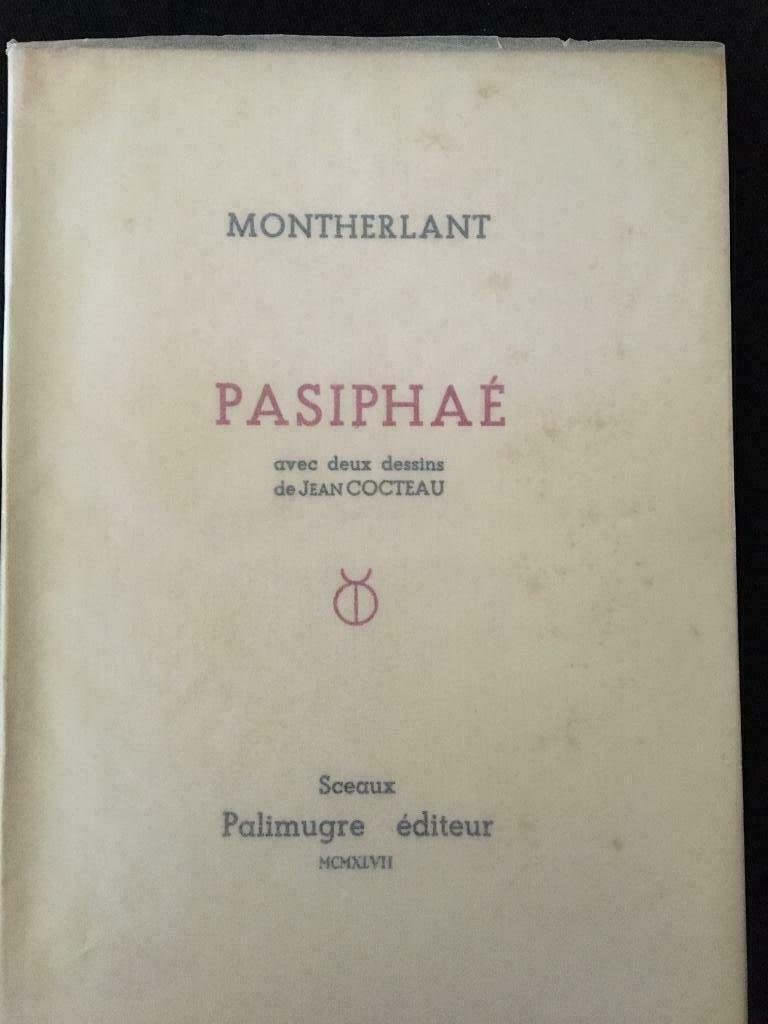 MONTHERLANT
PASIPHAÉ
avec deux dessins
de JEAN COCTEAU
Sceaux
Palimugre éditeur
MCMXLVII